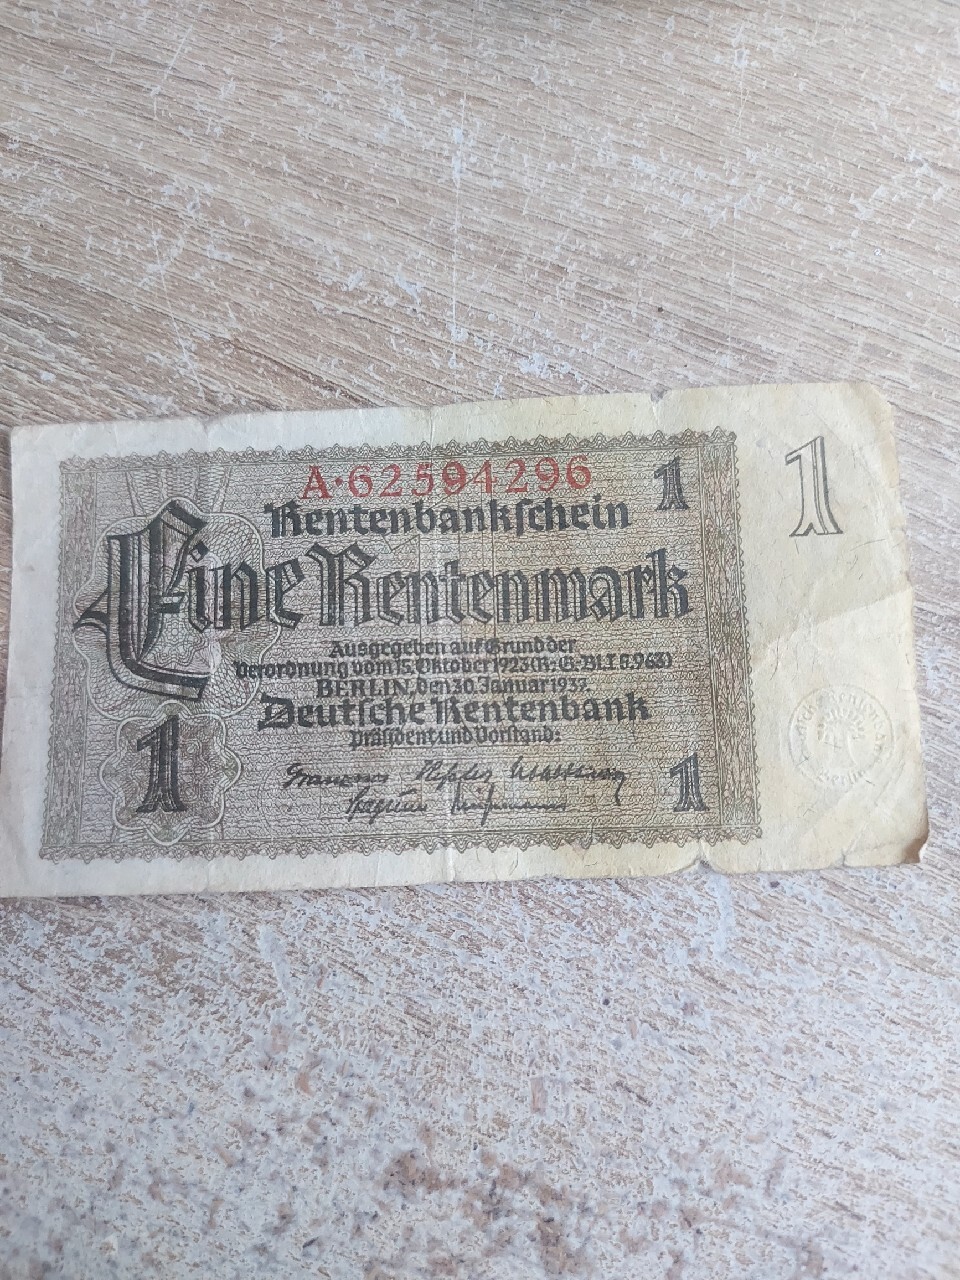 A·62594296
1
1
Rentenbankſchein
Eine Rentenmark
Ausgegeben auf Grund der
Verordnung vom 15. Oktober 1923 (R.G.Bl.I S.963)
BERLIN, den 30. Januar 1937.
Deutſche Rentenbank
Präſident und Vorſtand:
1
1
Berlin